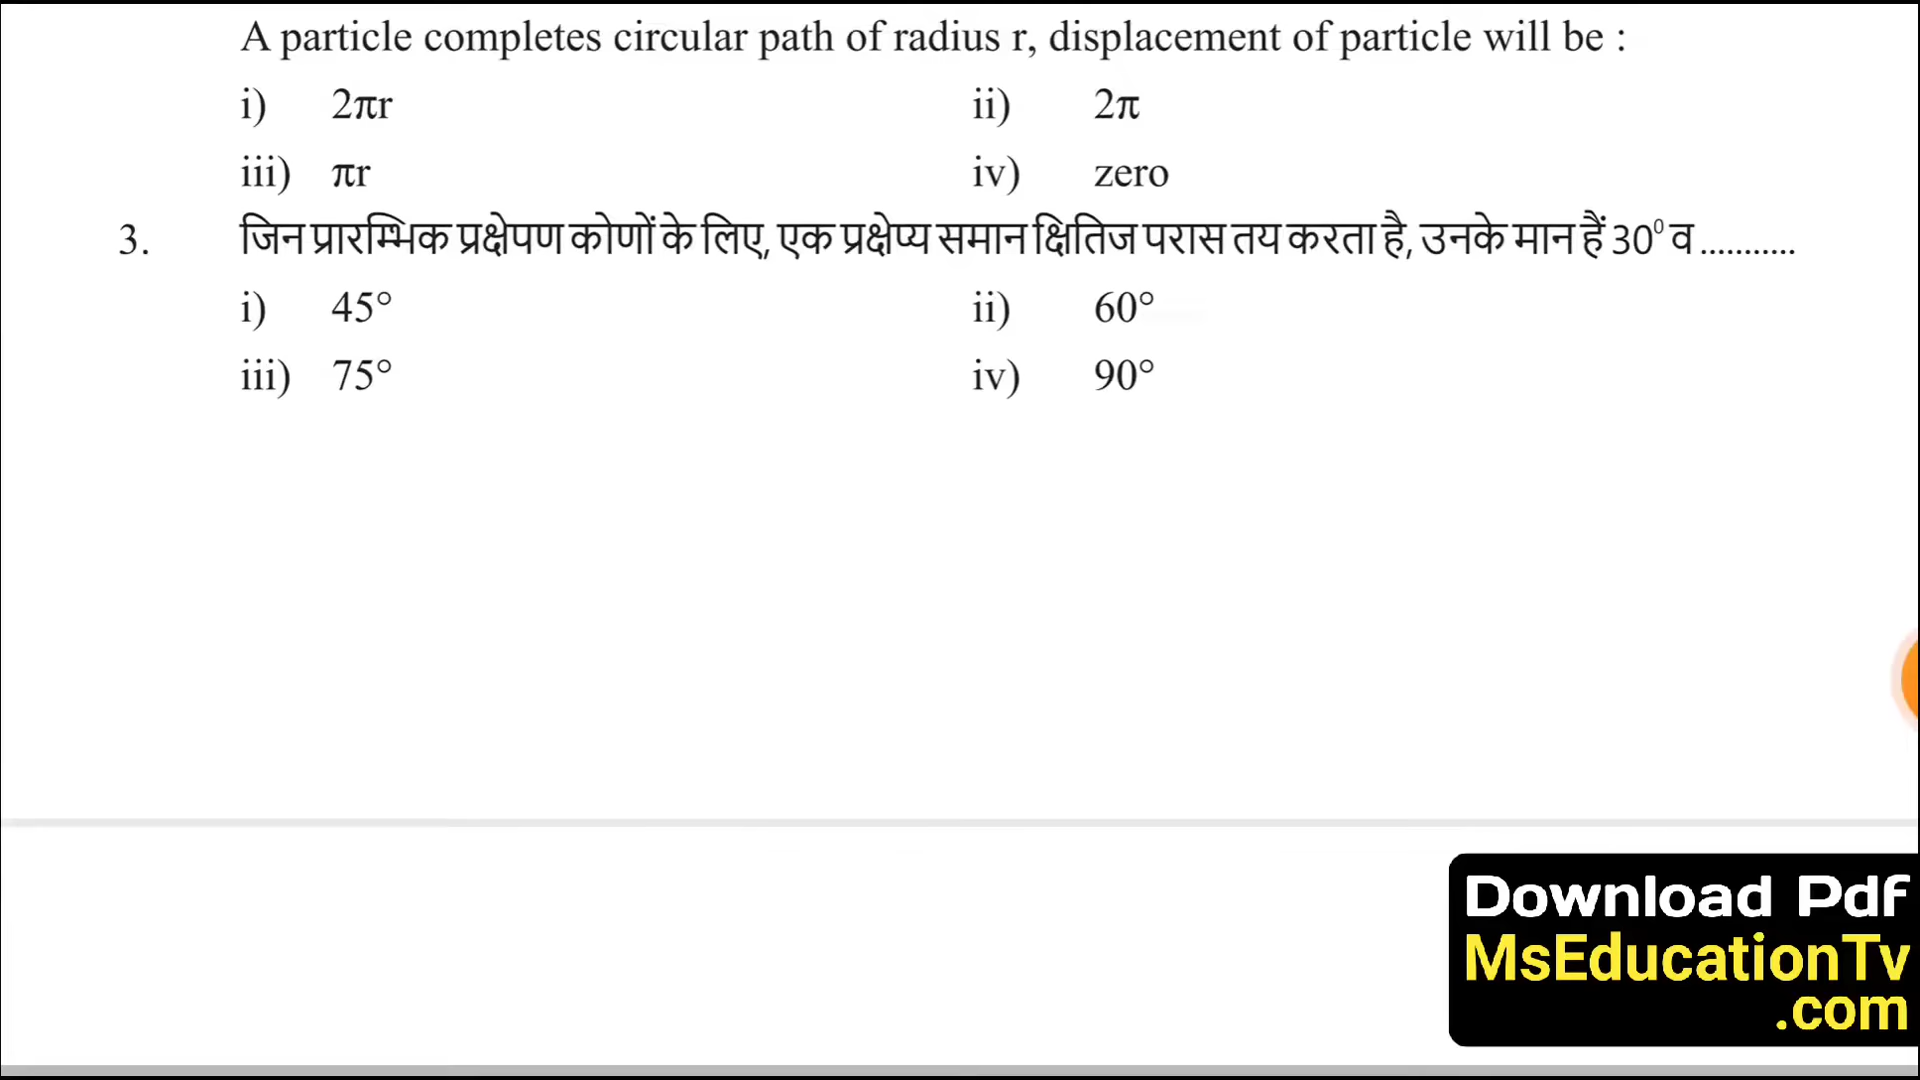 A particle completes circular path of radius r, displacement of particle will be :
i) 2πr ii) 2π
iii) πr iv) zero
3. जिन प्रारम्भिक प्रक्षेपण कोणों के लिए, एक प्रक्षेप्य समान क्षितिज परास तय करता है, उनके मान हैं 30⁰ व ...........
i) 45° ii) 60°
iii) 75° iv) 90°
Download Pdf
MsEducationTv
.com